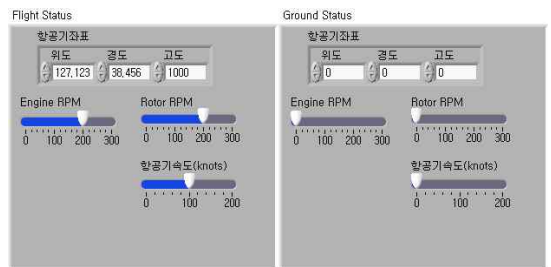 Flight Status
항공기좌표
위도 경도 고도
127,123 38,456 1000
Engine RPM
0 100 200 300
Rotor RPM
0 100 200 300
항공기속도(knots)
0 100 200
Ground Status
항공기좌표
위도 경도 고도
0 0 0
Engine RPM
0 100 200 300
Rotor RPM
0 100 200 300
항공기속도(knots)
0 100 200